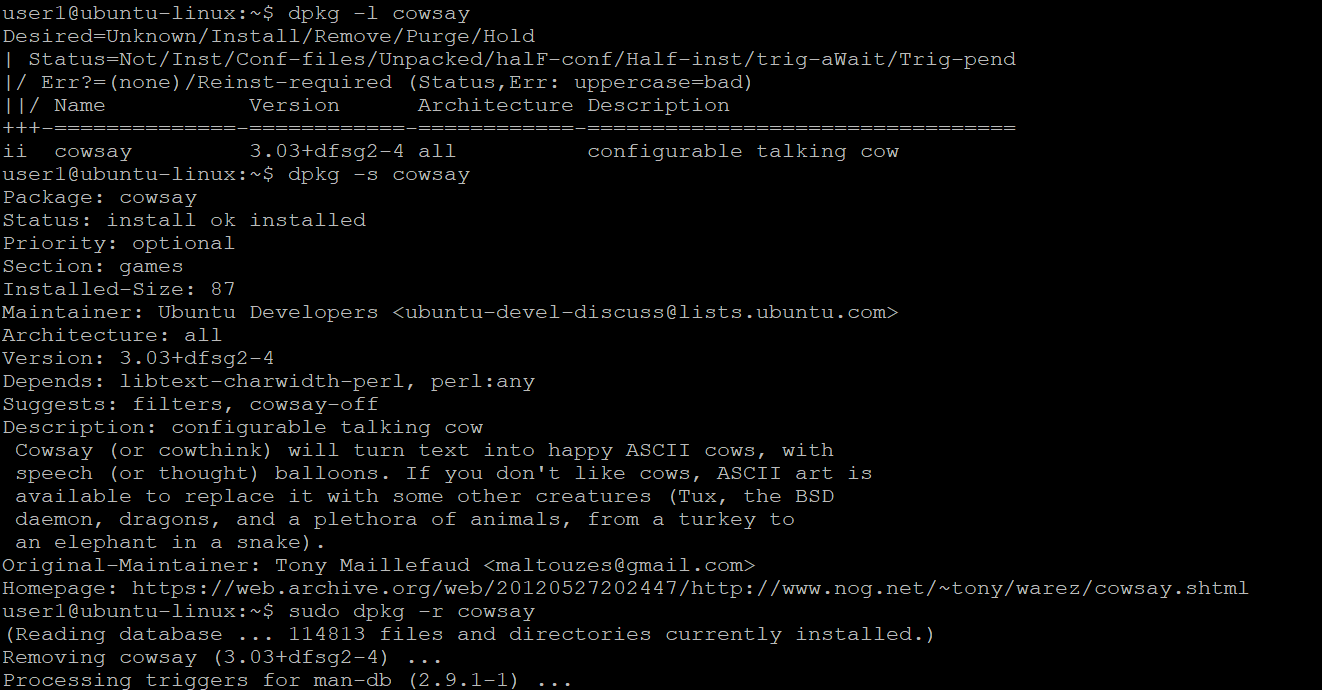 user1@ubuntu-linux:~$ dpkg -l cowsay
Desired=Unknown/Install/Remove/Purge/Hold
| Status=Not/Inst/Conf-files/Unpacked/halF-conf/Half-inst/trig-aWait/Trig-pend
|/ Err?=(none)/Reinst-required (Status,Err: uppercase=bad)
||/ Name           Version      Architecture Description
+++-==============-============-============-=================================
ii  cowsay         3.03+dfsg2-4 all          configurable talking cow
user1@ubuntu-linux:~$ dpkg -s cowsay
Package: cowsay
Status: install ok installed
Priority: optional
Section: games
Installed-Size: 87
Maintainer: Ubuntu Developers <ubuntu-devel-discuss@lists.ubuntu.com>
Architecture: all
Version: 3.03+dfsg2-4
Depends: libtext-charwidth-perl, perl:any
Suggests: filters, cowsay-off
Description: configurable talking cow
 Cowsay (or cowthink) will turn text into happy ASCII cows, with
 speech (or thought) balloons. If you don't like cows, ASCII art is
 available to replace it with some other creatures (Tux, the BSD
 daemon, dragons, and a plethora of animals, from a turkey to
 an elephant in a snake).
Original-Maintainer: Tony Maillefaud <maltouzes@gmail.com>
Homepage: https://web.archive.org/web/20120527202447/http://www.nog.net/~tony/warez/cowsay.shtml
user1@ubuntu-linux:~$ sudo dpkg -r cowsay
(Reading database ... 114813 files and directories currently installed.)
Removing cowsay (3.03+dfsg2-4) ...
Processing triggers for man-db (2.9.1-1) ...